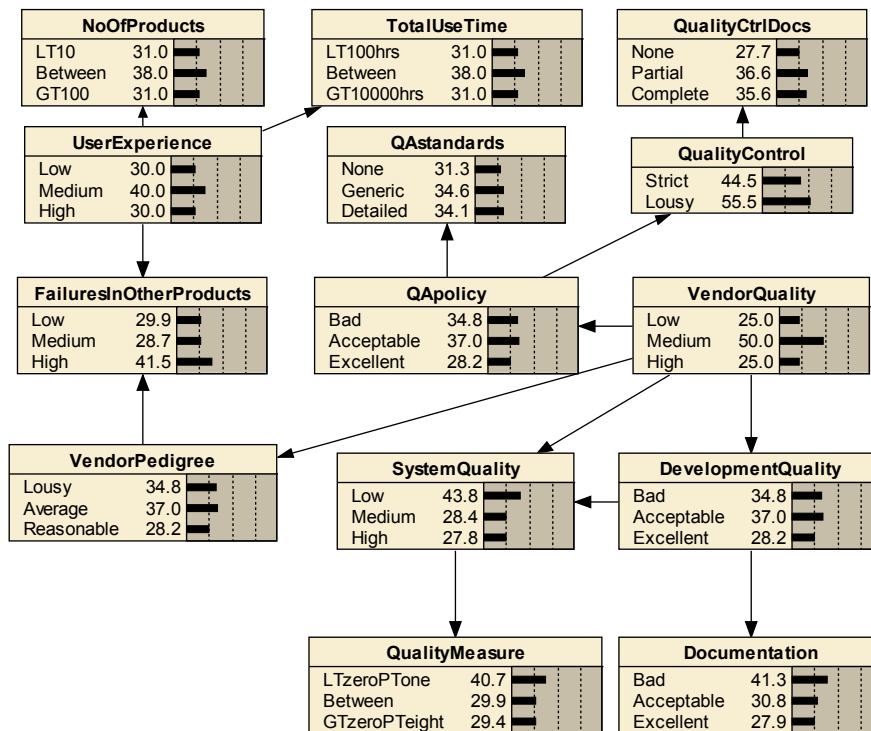 NoOfProducts
LT10 31.0
Between 38.0
GT100 31.0
TotalUseTime
LT100hrs 31.0
Between 38.0
GT10000hrs 31.0
QualityCtrlDocs
None 27.7
Partial 36.6
Complete 35.6
UserExperience
Low 30.0
Medium 40.0
High 30.0
QAstandards
None 31.3
Generic 34.6
Detailed 34.1
QualityControl
Strict 44.5
Lousy 55.5
FailuresInOtherProducts
Low 29.9
Medium 28.7
High 41.5
QApolicy
Bad 34.8
Acceptable 37.0
Excellent 28.2
VendorQuality
Low 25.0
Medium 50.0
High 25.0
VendorPedigree
Lousy 34.8
Average 37.0
Reasonable 28.2
SystemQuality
Low 43.8
Medium 28.4
High 27.8
DevelopmentQuality
Bad 34.8
Acceptable 37.0
Excellent 28.2
QualityMeasure
LTzeroPTone 40.7
Between 29.9
GTzeroPTeight 29.4
Documentation
Bad 41.3
Acceptable 30.8
Excellent 27.9